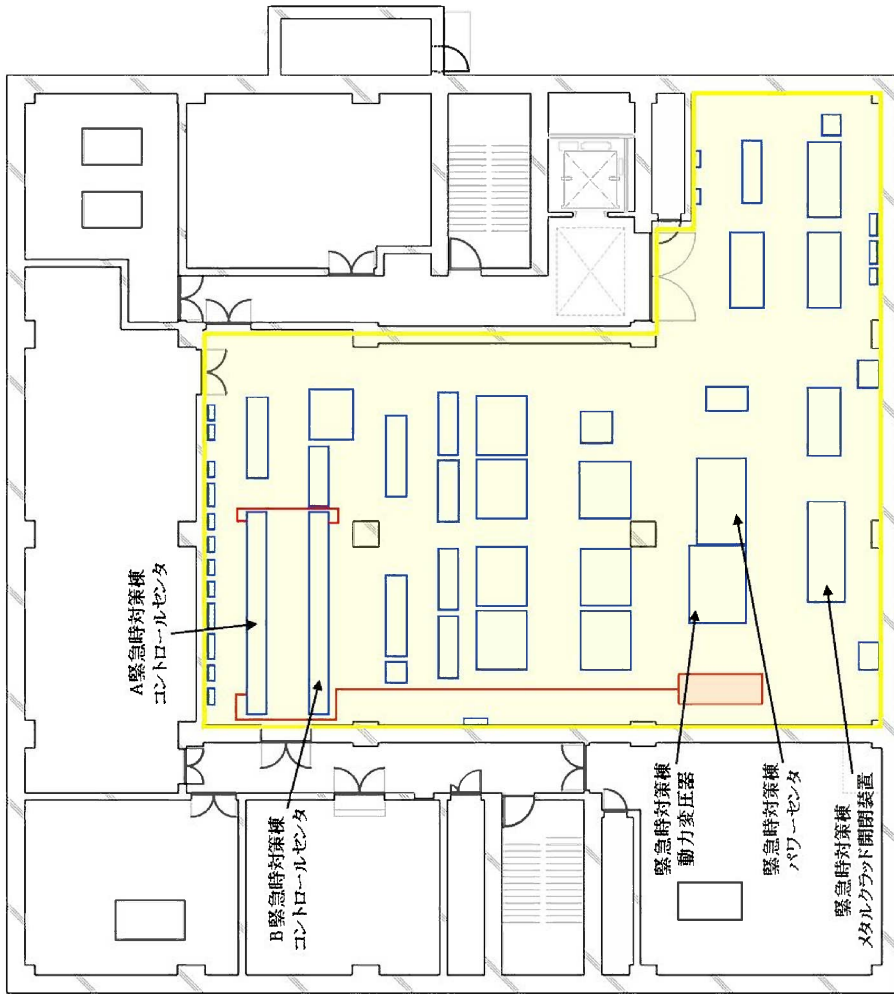 A緊急時対策棟
コントロールセンタ
B緊急時対策棟
コントロールセンタ
緊急時対策棟
動力変圧器
緊急時対策棟
パワーセンタ
緊急時対策棟
メタルクラッド開閉装置